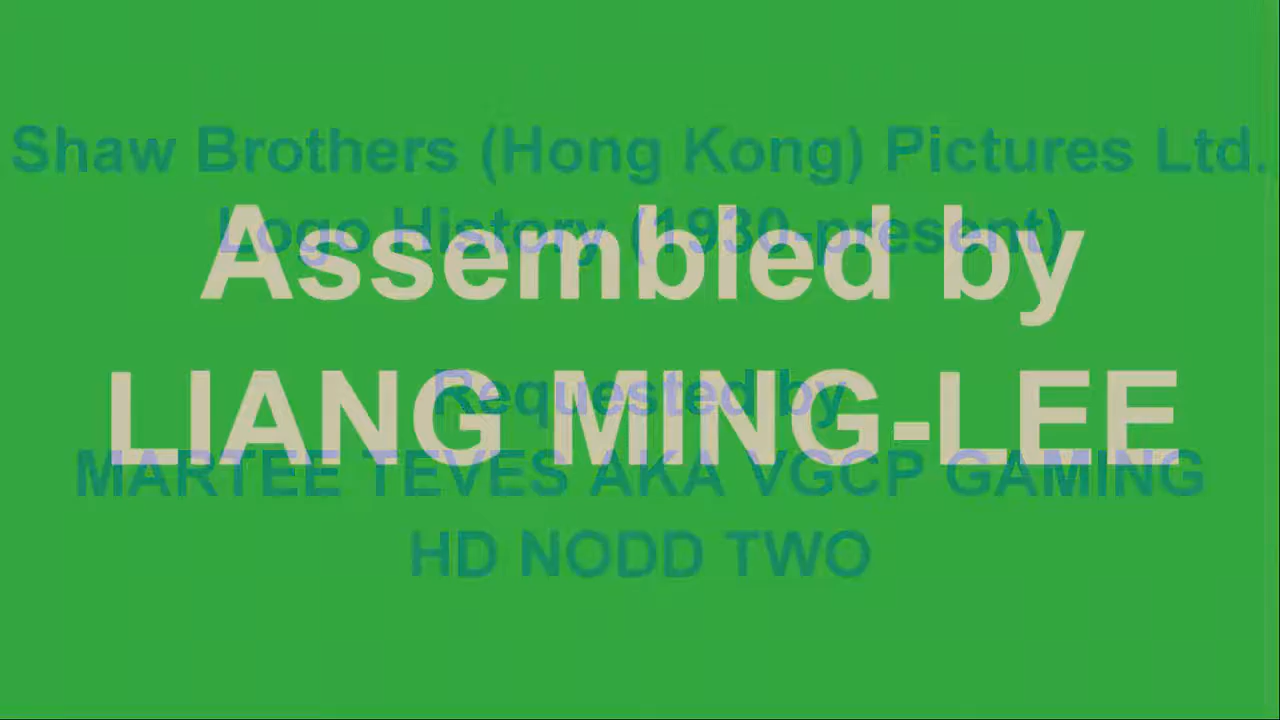 Shaw Brothers (Hong Kong) Pictures Ltd.
Logo History (1930-present)
Assembled by
LIANG MING-LEE
Requested by
MARTEE TEVES AKA VGCP GAMING
HD NODD TWO